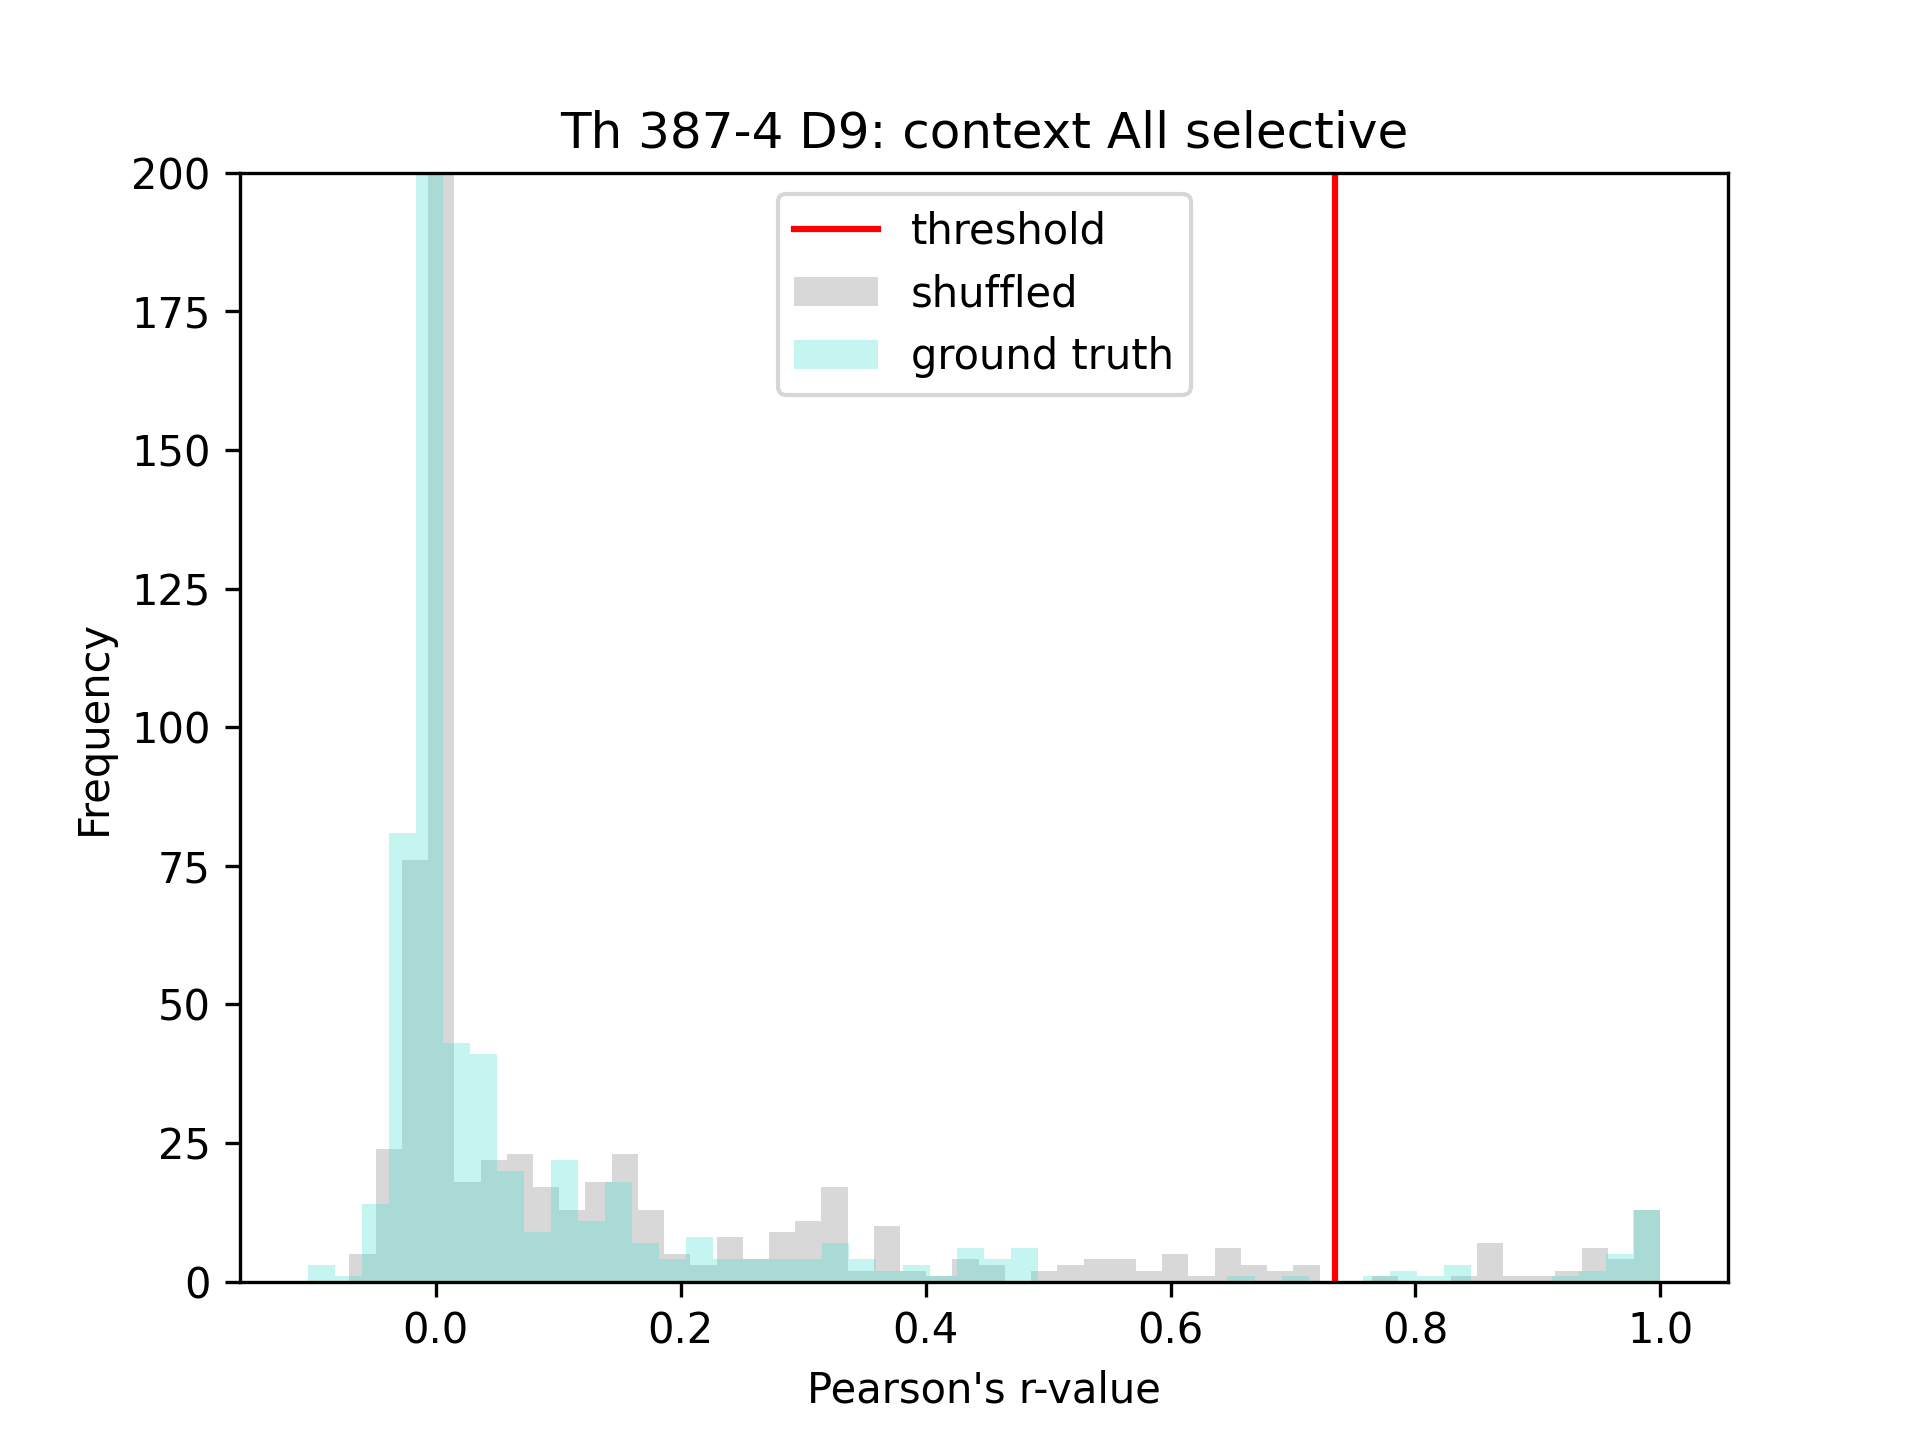 Th 387-4 D9: context All selective
200
175
150
125
100
75
50
25
0
Frequency
threshold
shuffled
ground truth
0.0 0.2 0.4 0.6 0.8 1.0
Pearson's r-value